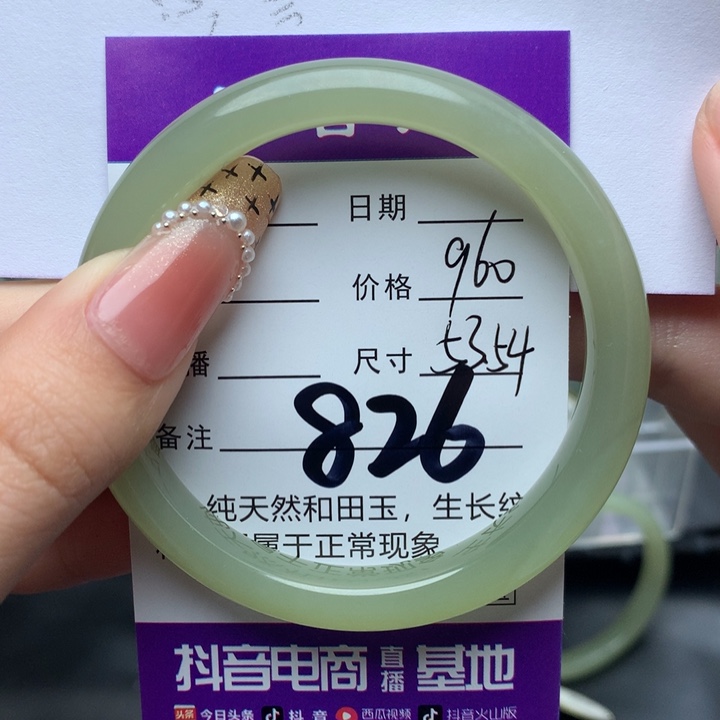 日期
价格 960
播 尺寸 5354
备注 826
纯天然和田玉，生长纹
属于正常现象
抖音电商 直播 基地
头条 今日头条 抖音 西瓜视频 抖音火山版